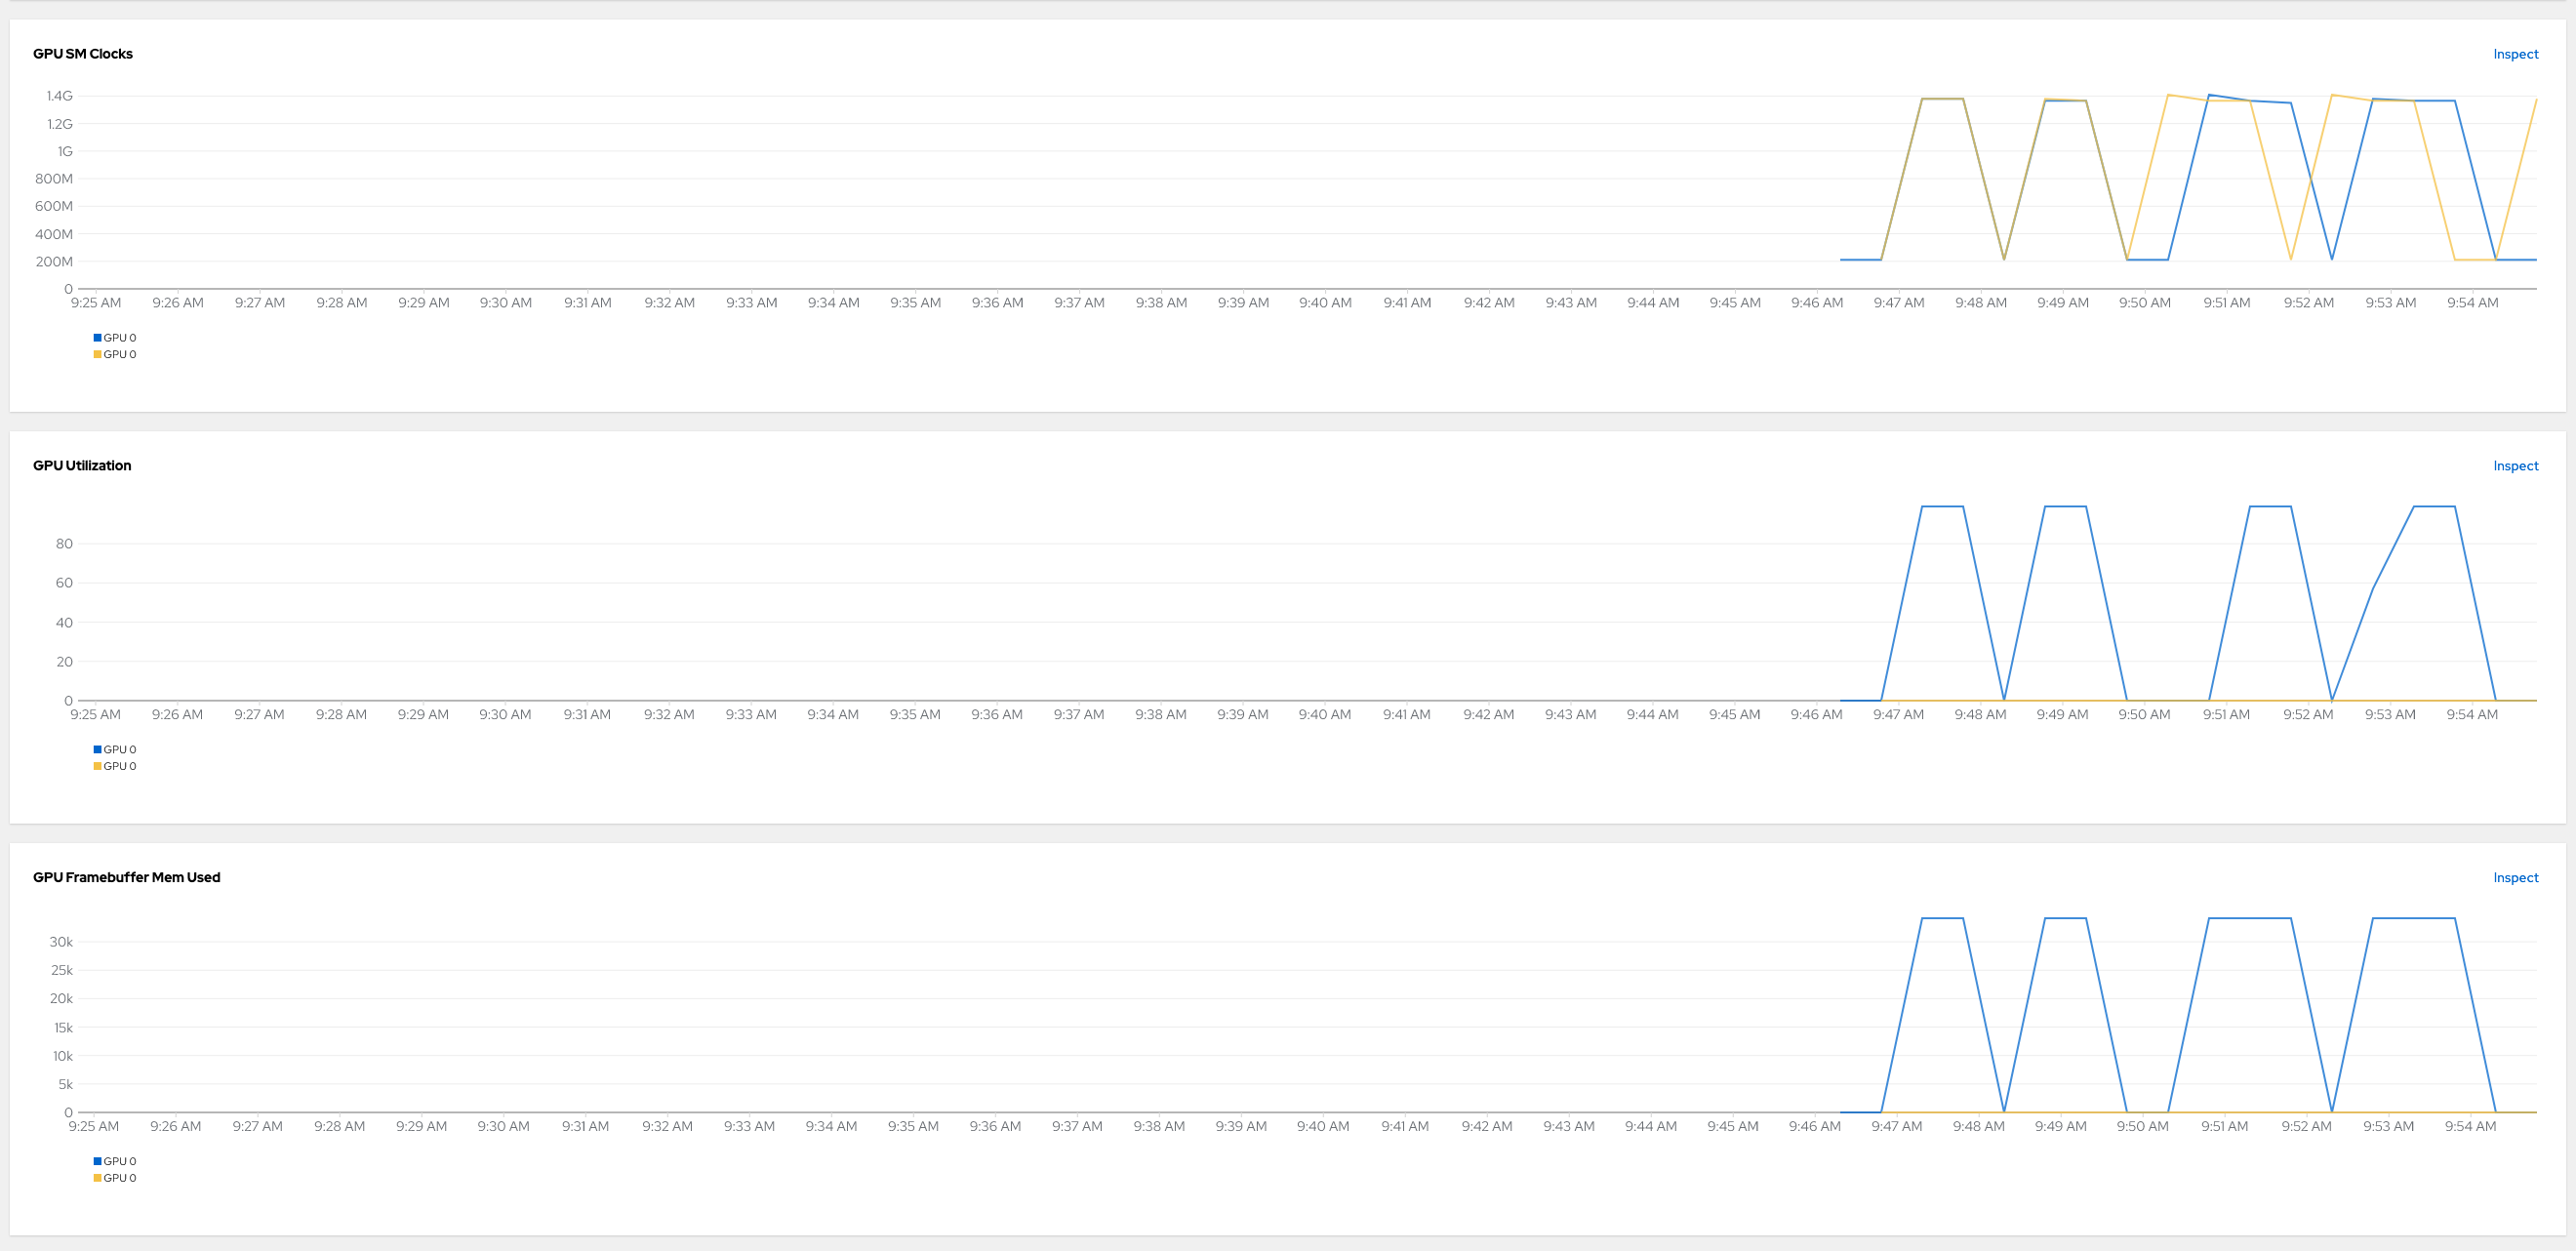 GPU SM Clocks Inspect
1.4G
1.2G
1G
800M
600M
400M
200M
0
9:25 AM 9:26 AM 9:27 AM 9:28 AM 9:29 AM 9:30 AM 9:31 AM 9:32 AM 9:33 AM 9:34 AM 9:35 AM 9:36 AM 9:37 AM 9:38 AM 9:39 AM 9:40 AM 9:41 AM 9:42 AM 9:43 AM 9:44 AM 9:45 AM 9:46 AM 9:47 AM 9:48 AM 9:49 AM 9:50 AM 9:51 AM 9:52 AM 9:53 AM 9:54 AM
GPU 0
GPU 0
GPU Utilization Inspect
80
60
40
20
0
9:25 AM 9:26 AM 9:27 AM 9:28 AM 9:29 AM 9:30 AM 9:31 AM 9:32 AM 9:33 AM 9:34 AM 9:35 AM 9:36 AM 9:37 AM 9:38 AM 9:39 AM 9:40 AM 9:41 AM 9:42 AM 9:43 AM 9:44 AM 9:45 AM 9:46 AM 9:47 AM 9:48 AM 9:49 AM 9:50 AM 9:51 AM 9:52 AM 9:53 AM 9:54 AM
GPU 0
GPU 0
GPU Framebuffer Mem Used Inspect
30k
25k
20k
15k
10k
5k
0
9:25 AM 9:26 AM 9:27 AM 9:28 AM 9:29 AM 9:30 AM 9:31 AM 9:32 AM 9:33 AM 9:34 AM 9:35 AM 9:36 AM 9:37 AM 9:38 AM 9:39 AM 9:40 AM 9:41 AM 9:42 AM 9:43 AM 9:44 AM 9:45 AM 9:46 AM 9:47 AM 9:48 AM 9:49 AM 9:50 AM 9:51 AM 9:52 AM 9:53 AM 9:54 AM
GPU 0
GPU 0